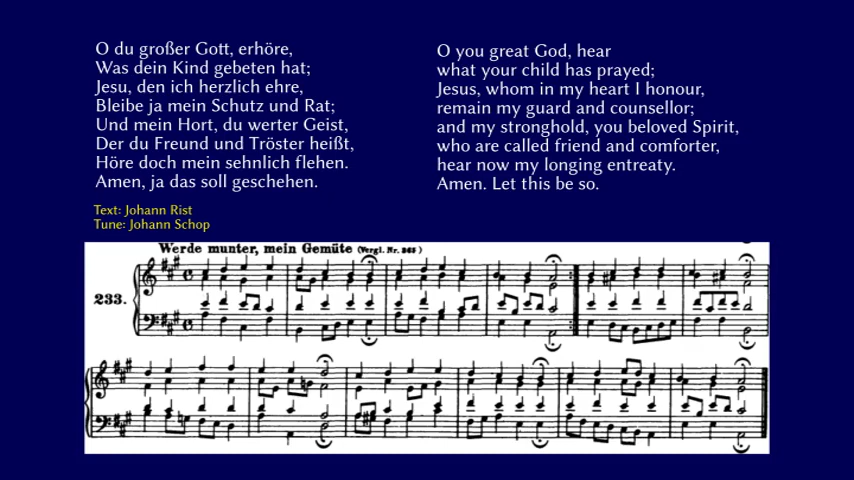 O du großer Gott, erhöre,
Was dein Kind gebeten hat;
Jesu, den ich herzlich ehre,
Bleibe ja mein Schutz und Rat;
Und mein Hort, du werter Geist,
Der du Freund und Tröster heißt,
Höre doch mein sehnlich flehen.
Amen, ja das soll geschehen.
O you great God, hear
what your child has prayed;
Jesus, whom in my heart I honour,
remain my guard and counsellor;
and my stronghold, you beloved Spirit,
who are called friend and comforter,
hear now my longing entreaty.
Amen. Let this be so.
Text: Johann Rist
Tune: Johann Schop
Werde munter, mein Gemüte (Vergl. Nr. 365)
233.